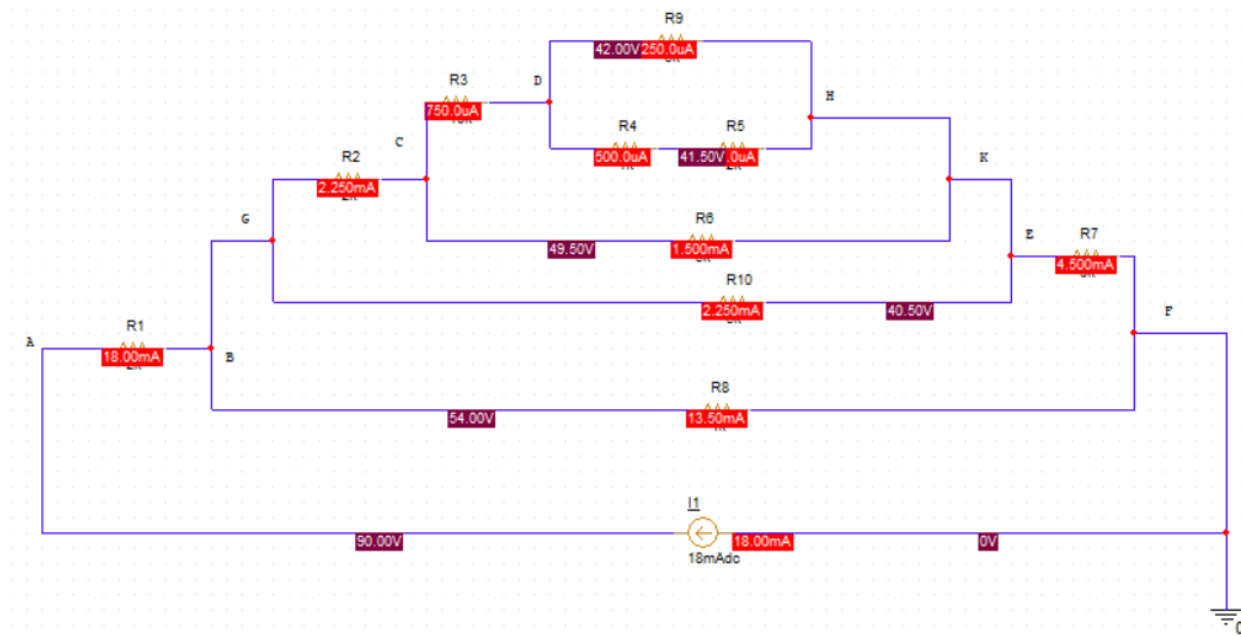 R9
42.00V 250.0uA
R3
D
750.0uA
H
R4
R5
C
500.0uA
41.50V .0uA
R2
K
2.250mA
G
R6
E
R7
49.50V
1.500mA
4.500mA
R10
2.250mA
40.50V
F
R1
A
18.00mA
B
R8
54.00V
13.50mA
I1
90.00V
18.00mA
0V
18mAdc
0